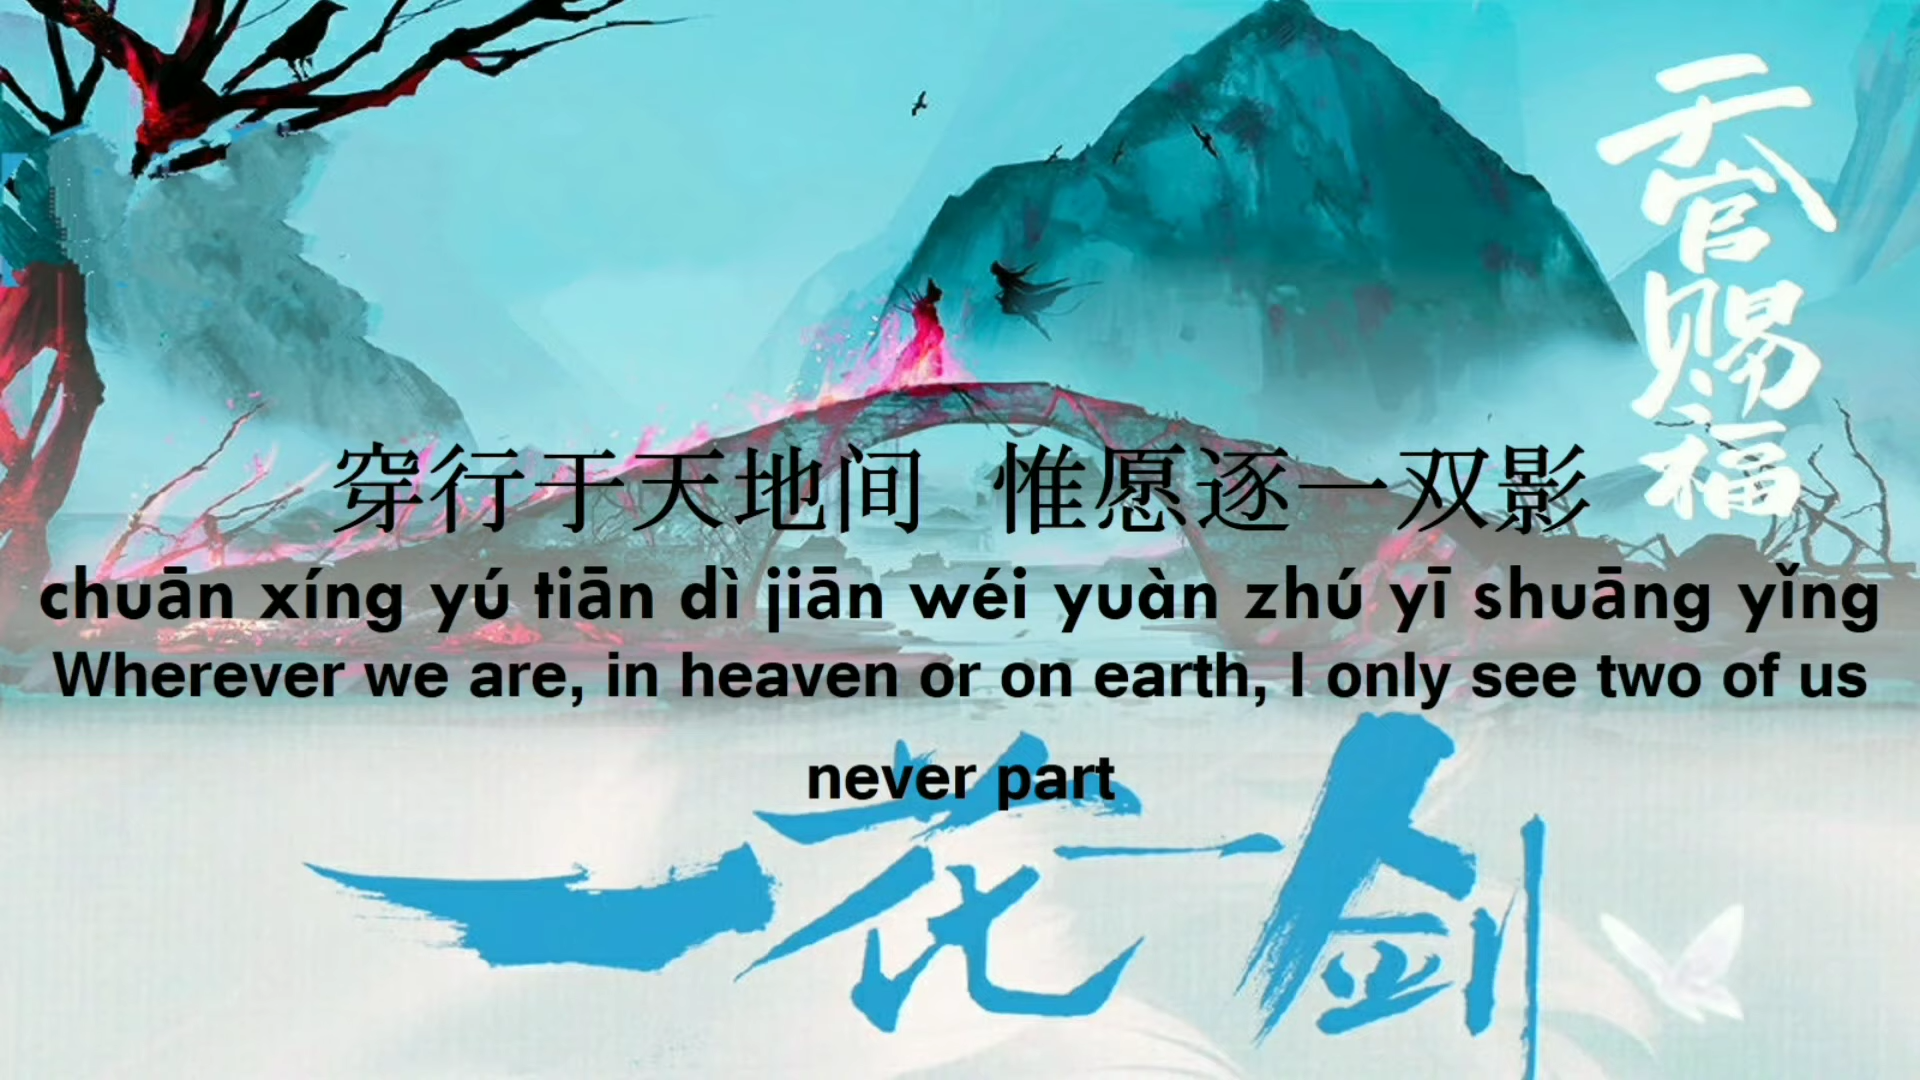 天官赐福
穿行于天地间 惟愿逐一双影
chuān xíng yú tiān dì jiān wéi yuàn zhú yī shuāng yǐng
Wherever we are, in heaven or on earth, I only see two of us
never part
一花一剑